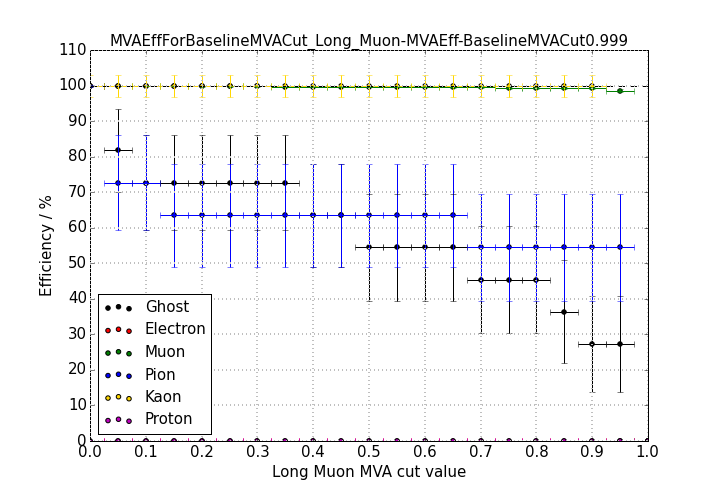 MVAEffForBaselineMVACut_Long_Muon-MVAEff-BaselineMVACut0.999
110
100
90
80
70
60
50
40
30
20
10
0
Efficiency / %
Ghost
Electron
Muon
Pion
Kaon
Proton
0.0 0.1 0.2 0.3 0.4 0.5 0.6 0.7 0.8 0.9 1.0
Long Muon MVA cut value